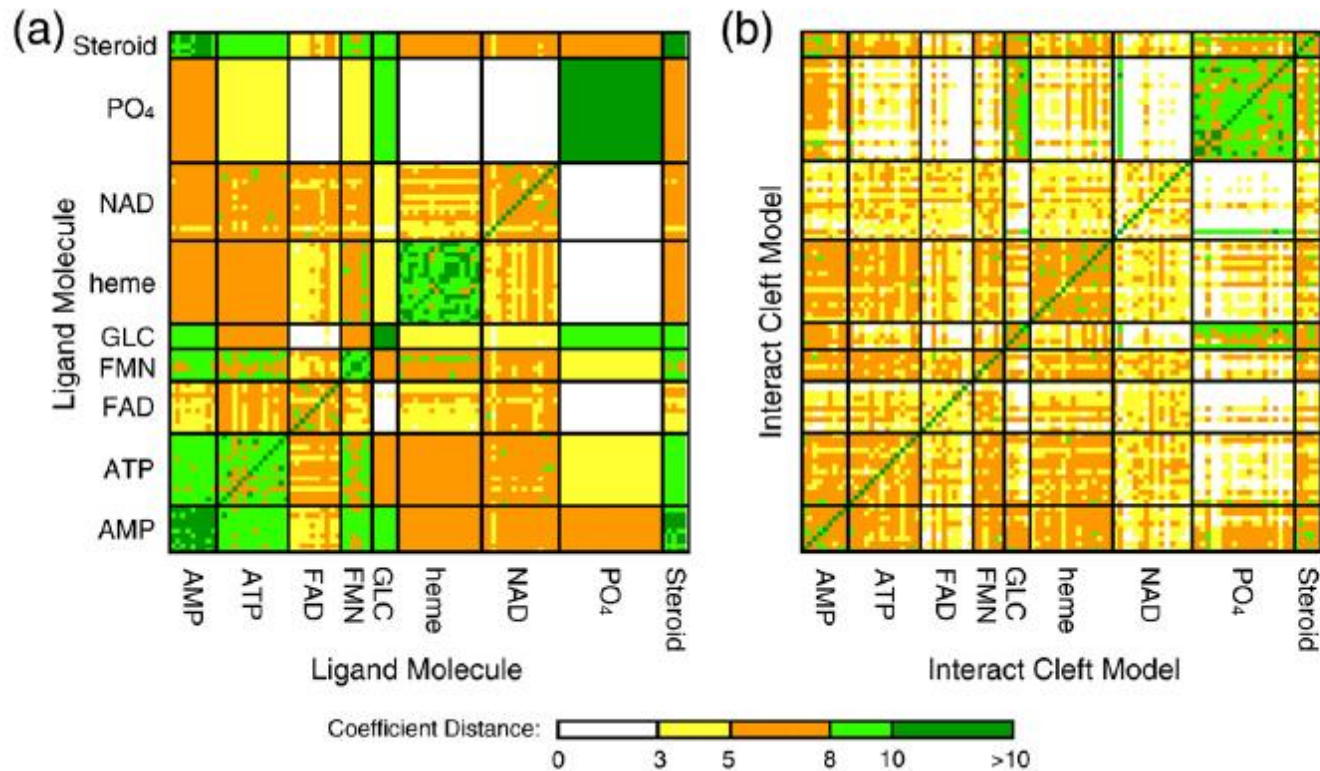 (a)
Steroid
PO₄
NAD
heme
GLC
FMN
FAD
ATP
AMP
Ligand Molecule
AMP
ATP
FAD
FMN
GLC
heme
NAD
PO₄
Steroid
Ligand Molecule
(b)
Interact Cleft Model
AMP
ATP
FAD
FMN
GLC
heme
NAD
PO₄
Steroid
Interact Cleft Model
Coefficient Distance:
0 3 5 8 10 >10